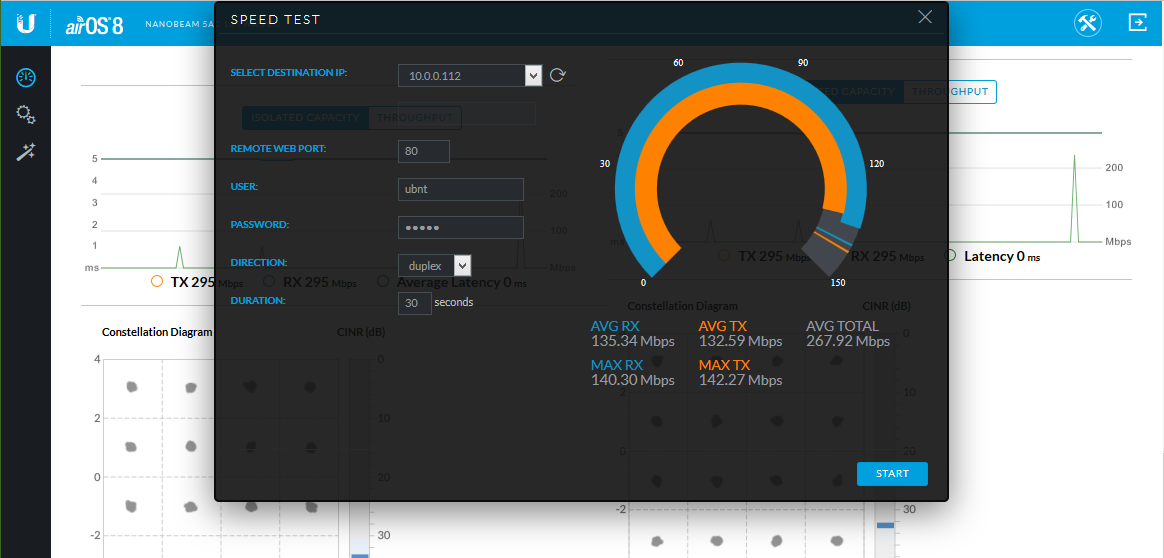 U airOS 8 NANOBEAM 5A
SPEED TEST
SELECT DESTINATION IP: 10.0.0.112
ISOLATED CAPACITY THROUGHPUT
REMOTE WEB PORT: 80
USER: ubnt
PASSWORD: •••••
DIRECTION: duplex
DURATION: 30 seconds
0
30
60
90
120
150
AVG RX
135.34 Mbps
AVG TX
132.59 Mbps
AVG TOTAL
267.92 Mbps
MAX RX
140.30 Mbps
MAX TX
142.27 Mbps
START
5
4
3
2
1
ms
200
100
Mbps
TX 295 Mbps RX 295 Mbps Average Latency 0 ms
Constellation Diagram CINR (dB)
4
2
0
-2
0
10
20
30
CAPACITY THROUGHPUT
200
100
Mbps
TX 295 Mbps RX 295 Mbps Latency 0 ms
Constellation Diagram CINR (dB)
2
0
-2
0
10
20
30